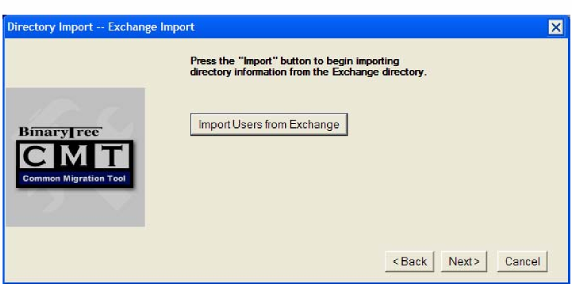 Directory Import -- Exchange Import
Press the "Import" button to begin importing
directory information from the Exchange directory.
Import Users from Exchange
BinaryTree
CMT
Common Migration Tool
< Back Next > Cancel